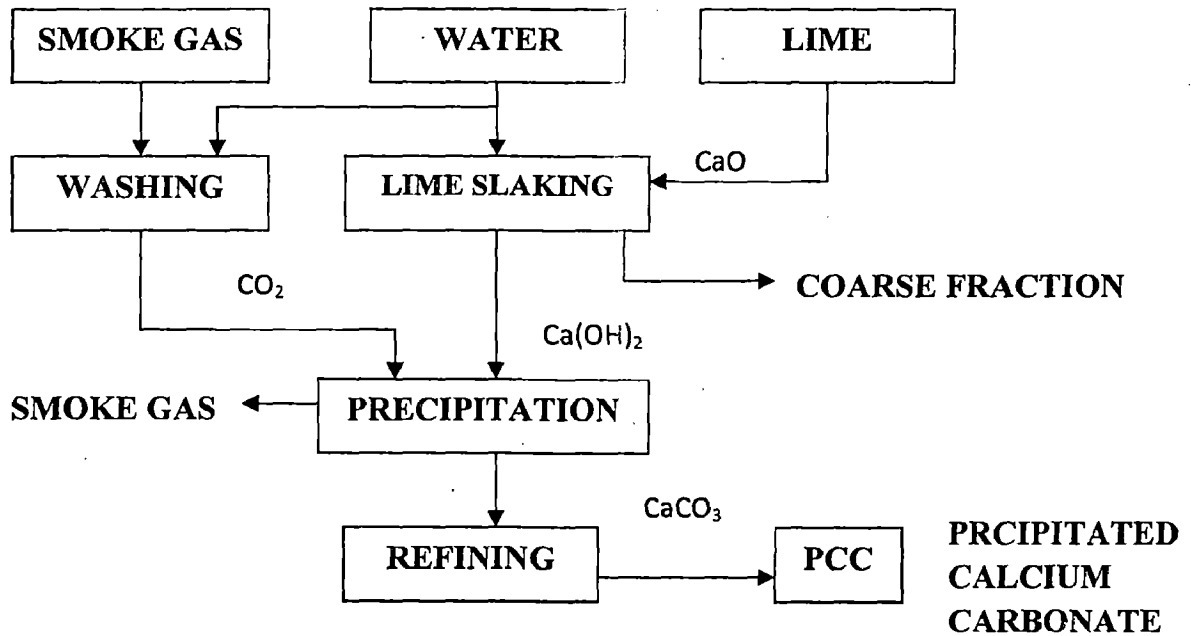 SMOKE GAS
WATER
LIME
WASHING
LIME SLAKING
CaO
CO₂
COARSE FRACTION
Ca(OH)₂
SMOKE GAS
PRECIPITATION
CaCO₃
REFINING
PCC
PRCIPITATED
CALCIUM
CARBONATE